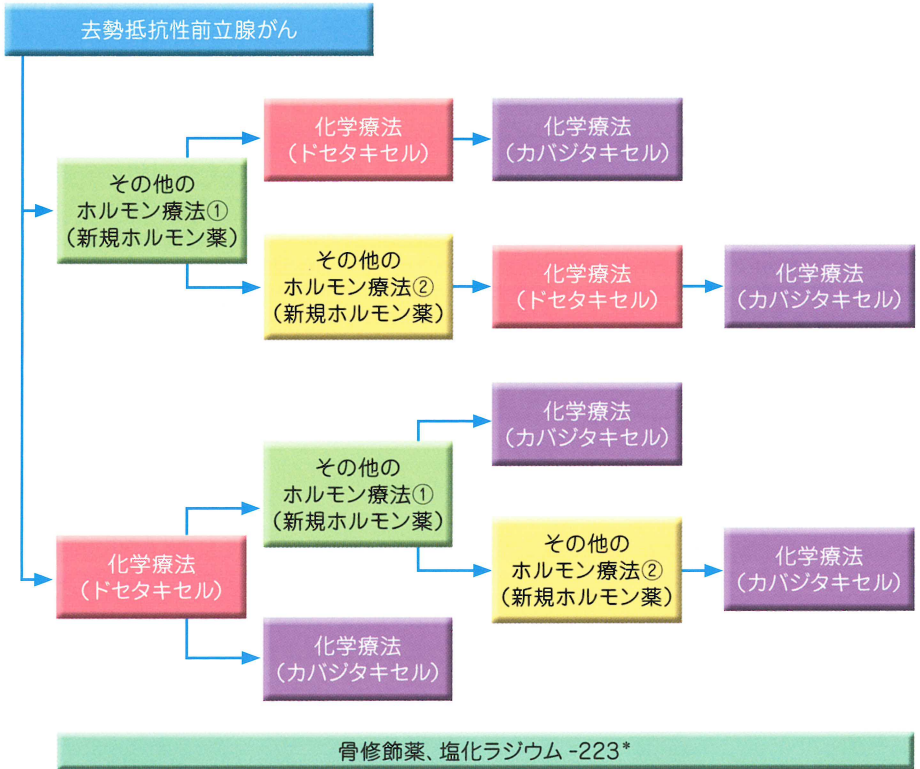 去勢抵抗性前立腺がん
化学療法
(ドセタキセル)
化学療法
(カバジタキセル)
その他の
ホルモン療法①
(新規ホルモン薬)
その他の
ホルモン療法②
(新規ホルモン薬)
化学療法
(ドセタキセル)
化学療法
(カバジタキセル)
化学療法
(カバジタキセル)
その他の
ホルモン療法①
(新規ホルモン薬)
化学療法
(ドセタキセル)
その他の
ホルモン療法②
(新規ホルモン薬)
化学療法
(カバジタキセル)
化学療法
(カバジタキセル)
骨修飾薬、塩化ラジウム-223*